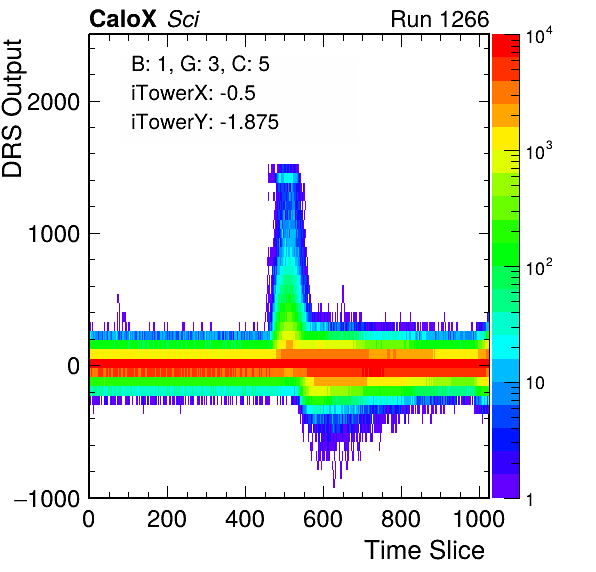 CaloX Sci Run 1266
B: 1, G: 3, C: 5
iTowerX: -0.5
iTowerY: -1.875
DRS Output
2000
1000
0
−1000
0 200 400 600 800 1000
Time Slice
10^4
10^3
10^2
10
1